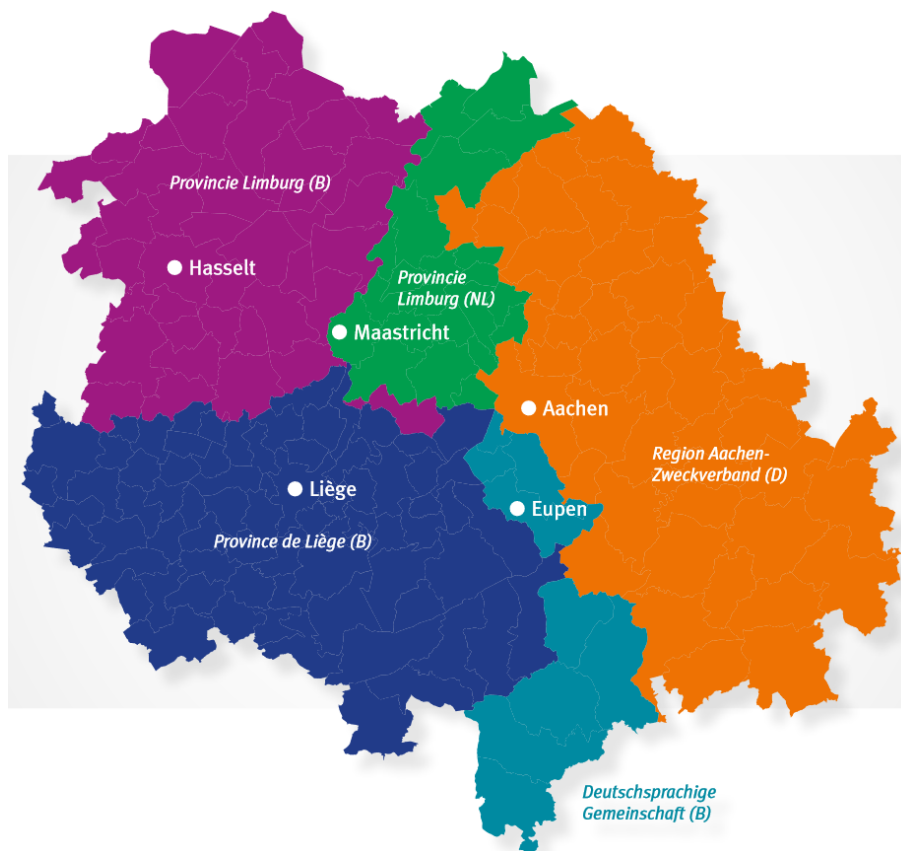 Provincie Limburg (B)
Hasselt
Provincie
Limburg (NL)
Maastricht
Aachen
Region Aachen-
Zweckverband (D)
Liège
Eupen
Province de Liège (B)
Deutschsprachige
Gemeinschaft (B)